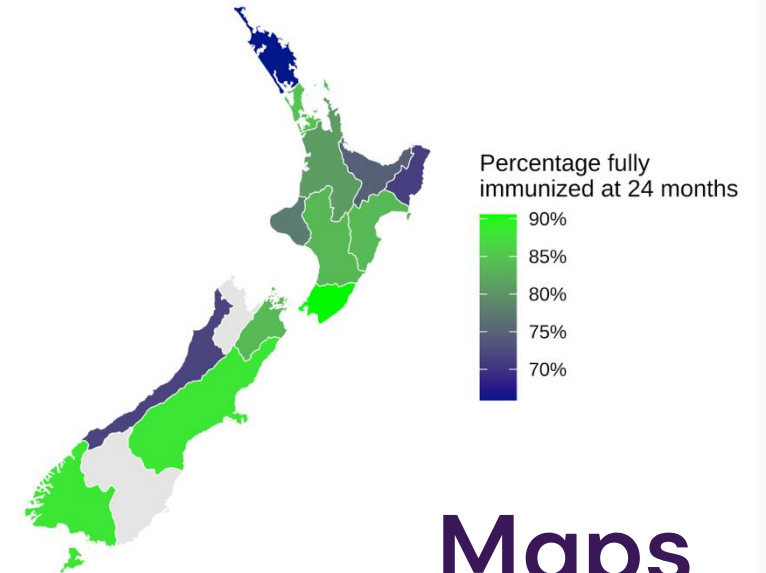 Percentage fully
immunized at 24 months
90%
85%
80%
75%
70%
Maps